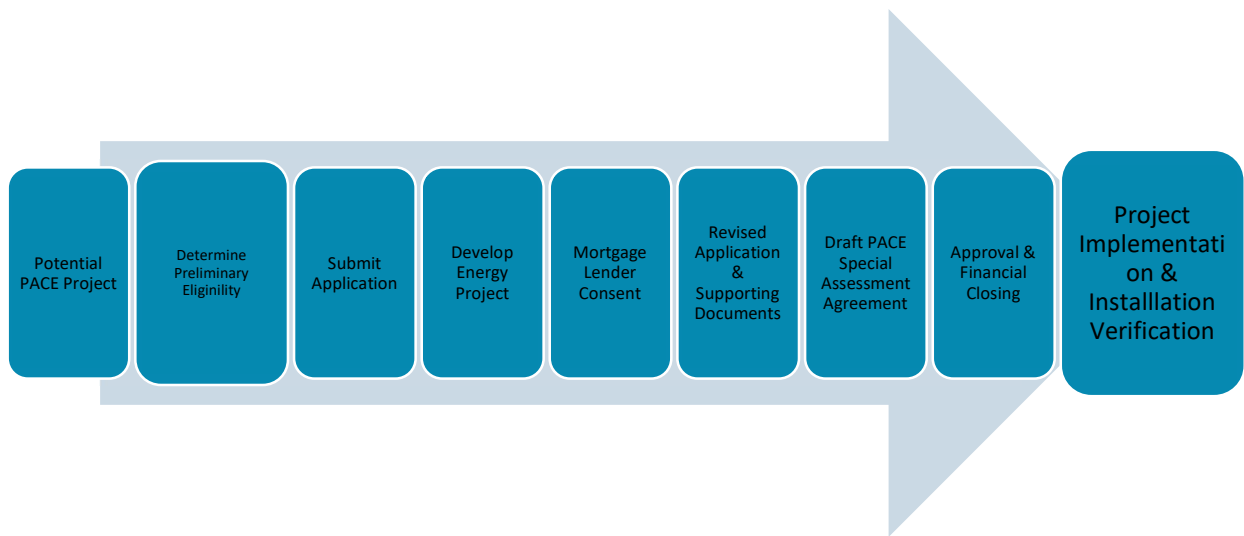 Potential
PACE Project
Determine
Preliminary
Eliginility
Submit
Application
Develop
Energy
Project
Mortgage
Lender
Consent
Revised
Application
&
Supporting
Documents
Draft PACE
Special
Assessment
Agreement
Approval &
Financial
Closing
Project
Implementati
on &
Installlation
Verification